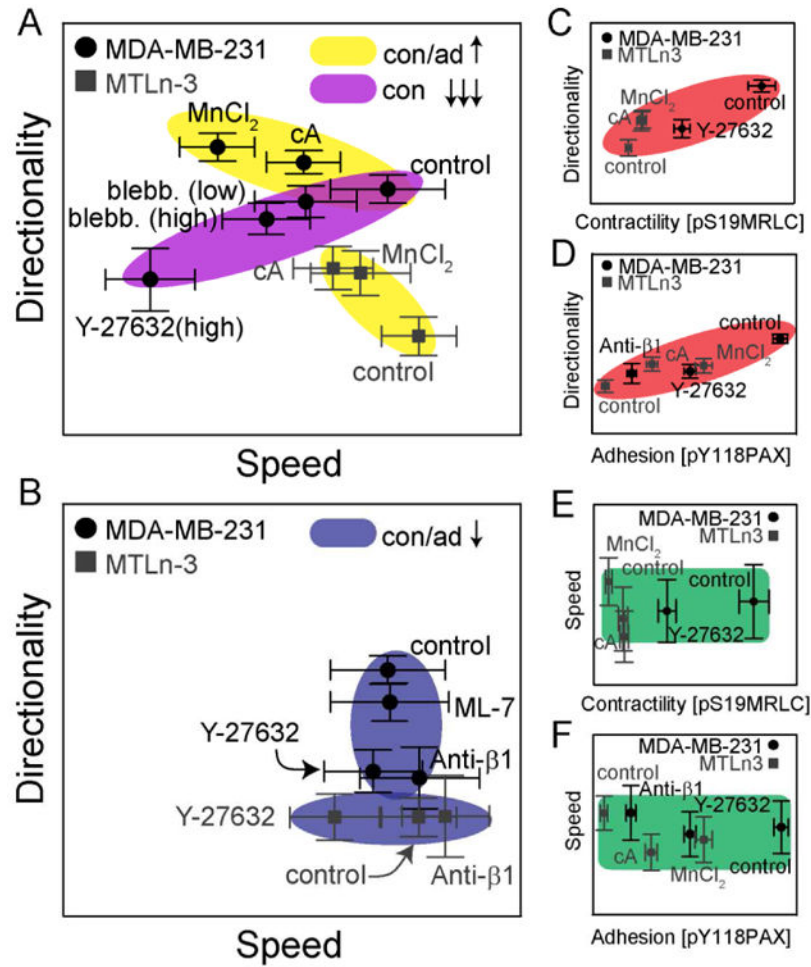 A
MDA-MB-231
MTLn-3
con/ad ↑
con ↓↓↓
MnCl₂
cA
control
blebb. (low)
blebb. (high)
Y-27632(high)
cA
MnCl₂
control
Directionality
Speed
B
MDA-MB-231
MTLn-3
con/ad ↓
control
ML-7
Y-27632
Anti-β1
Y-27632
control
Anti-β1
Directionality
Speed
C
MDA-MB-231
MTLn3
MnCl₂
cA
control
Y-27632
control
Directionality
Contractility [pS19MRLC]
D
MDA-MB-231
MTLn3
control
Anti-β1
cA
MnCl₂
Y-27632
control
Directionality
Adhesion [pY118PAX]
E
MDA-MB-231
MTLn3
MnCl₂
control
control
Y-27632
cA
Speed
Contractility [pS19MRLC]
F
MDA-MB-231
MTLn3
control
Anti-β1
Y-27632
cA
MnCl₂
control
Speed
Adhesion [pY118PAX]